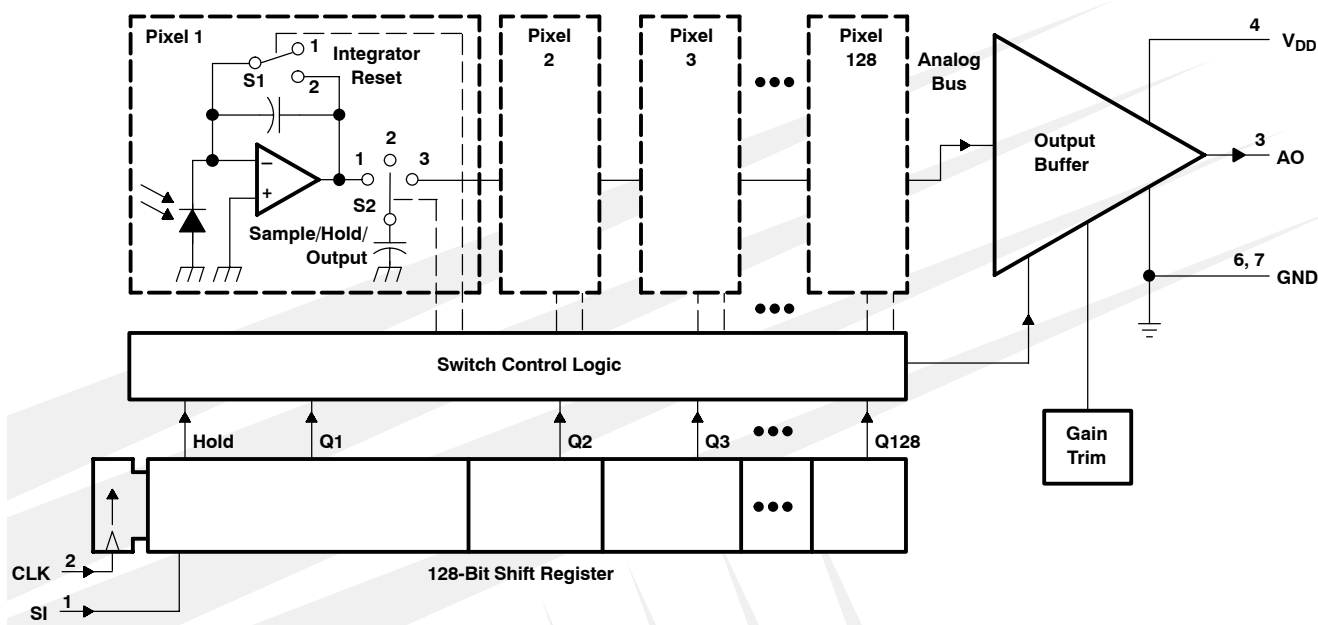 Pixel 1
1
Integrator
Reset
S1
2
−
+
1
2
3
S2
Sample/Hold/
Output
Pixel
2
Pixel
3
Pixel
128
Analog
Bus
Output
Buffer
4
VDD
3
AO
6, 7
GND
Switch Control Logic
Hold
Q1
Q2
Q3
Q128
Gain
Trim
CLK
2
SI
1
128-Bit Shift Register